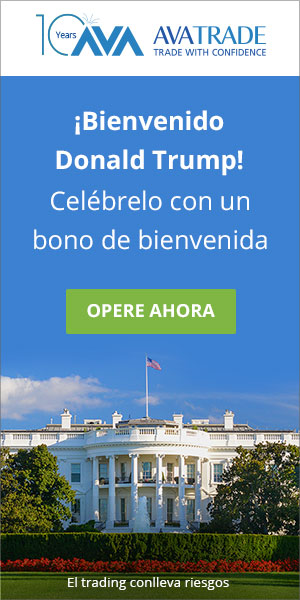 10 Years AVA AVATRADE
TRADE WITH CONFIDENCE
¡Bienvenido
Donald Trump!
Celébrelo con un
bono de bienvenida
OPERE AHORA
El trading conlleva riesgos